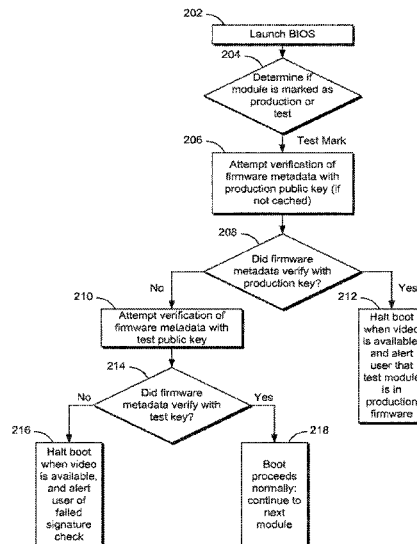 202
Launch BIOS
204
Determine if
module is marked as
production or
test
Test Mark
206
Attempt verification of
firmware metadata with
production public key (if
not cached)
208
Did firmware
metadata verify with
production key?
No
Yes
210
Attempt verification of
firmware metadata with
test public key
212
Halt boot
when video
is available,
and alert
user that
test module
is in
production
firmware
214
Did firmware
metadata verify with
test key?
No
Yes
216
Halt boot
when video
is available,
and alert
user of
failed
signature
check
218
Boot
proceeds
normally;
continue to
next
module